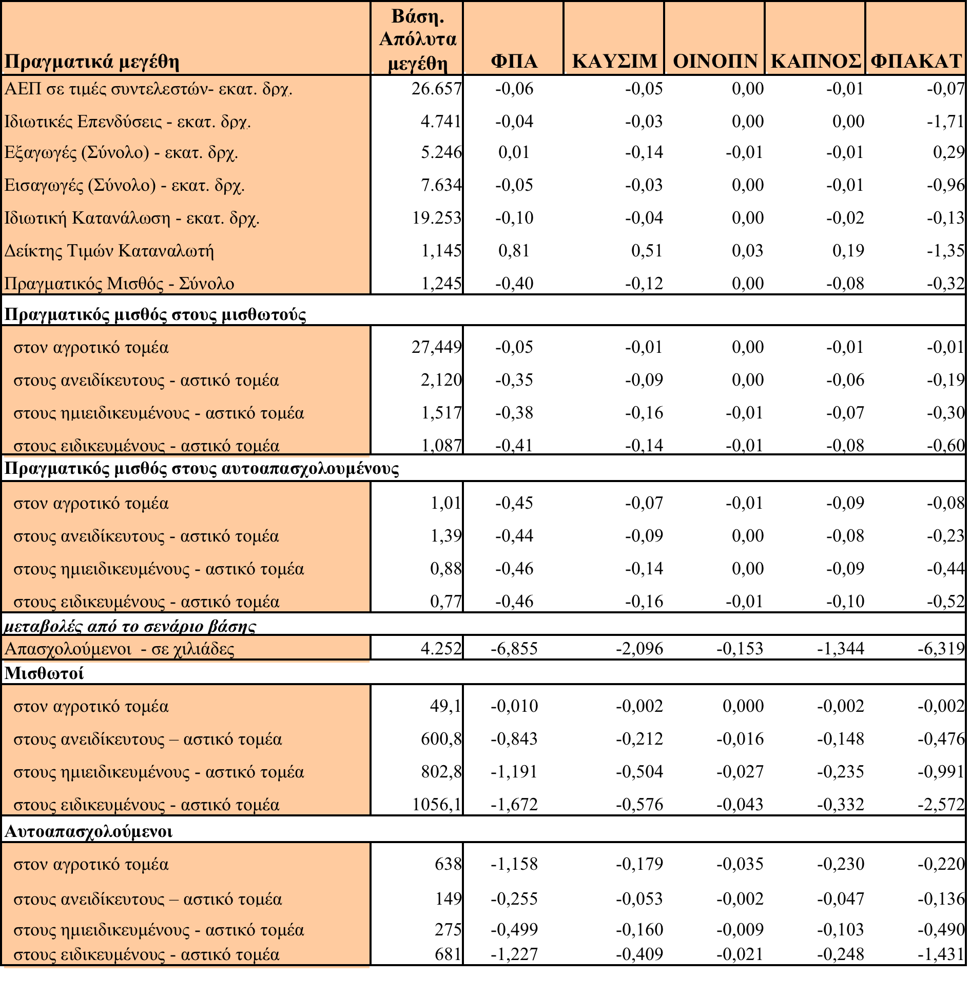 Πραγματικά μεγέθη Βάση. Απόλυτα μεγέθη ΦΠΑ ΚΑΥΣΙΜ ΟΙΝΟΠΝ ΚΑΠΝΟΣ ΦΠΑΚΑΤ
ΑΕΠ σε τιμές συντελεστών- εκατ. δρχ. 26.657 -0,06 -0,05 0,00 -0,01 -0,07
Ιδιωτικές Επενδύσεις - εκατ. δρχ. 4.741 -0,04 -0,03 0,00 0,00 -1,71
Εξαγωγές (Σύνολο) - εκατ. δρχ. 5.246 0,01 -0,14 -0,01 -0,01 0,29
Εισαγωγές (Σύνολο) - εκατ. δρχ. 7.634 -0,05 -0,03 0,00 -0,01 -0,96
Ιδιωτική Κατανάλωση - εκατ. δρχ. 19.253 -0,10 -0,04 0,00 -0,02 -0,13
Δείκτης Τιμών Καταναλωτή 1,145 0,81 0,51 0,03 0,19 -1,35
Πραγματικός Μισθός - Σύνολο 1,245 -0,40 -0,12 0,00 -0,08 -0,32
Πραγματικός μισθός στους μισθωτούς
στον αγροτικό τομέα 27,449 -0,05 -0,01 0,00 -0,01 -0,01
στους ανειδίκευτους - αστικό τομέα 2,120 -0,35 -0,09 0,00 -0,06 -0,19
στους ημιειδικευμένους - αστικό τομέα 1,517 -0,38 -0,16 -0,01 -0,07 -0,30
στους ειδικευμένους - αστικό τομέα 1,087 -0,41 -0,14 -0,01 -0,08 -0,60
Πραγματικός μισθός στους αυτοαπασχολουμένους
στον αγροτικό τομέα 1,01 -0,45 -0,07 -0,01 -0,09 -0,08
στους ανειδίκευτους - αστικό τομέα 1,39 -0,44 -0,09 0,00 -0,08 -0,23
στους ημιειδικευμένους - αστικό τομέα 0,88 -0,46 -0,14 0,00 -0,09 -0,44
στους ειδικευμένους - αστικό τομέα 0,77 -0,46 -0,16 -0,01 -0,10 -0,52
μεταβολές από το σενάριο βάσης
Απασχολούμενοι - σε χιλιάδες 4.252 -6,855 -2,096 -0,153 -1,344 -6,319
Μισθωτοί
στον αγροτικό τομέα 49,1 -0,010 -0,002 0,000 -0,002 -0,002
στους ανειδίκευτους – αστικό τομέα 600,8 -0,843 -0,212 -0,016 -0,148 -0,476
στους ημιειδικευμένους - αστικό τομέα 802,8 -1,191 -0,504 -0,027 -0,235 -0,991
στους ειδικευμένους - αστικό τομέα 1056,1 -1,672 -0,576 -0,043 -0,332 -2,572
Αυτοαπασχολούμενοι
στον αγροτικό τομέα 638 -1,158 -0,179 -0,035 -0,230 -0,220
στους ανειδίκευτους – αστικό τομέα 149 -0,255 -0,053 -0,002 -0,047 -0,136
στους ημιειδικευμένους - αστικό τομέα 275 -0,499 -0,160 -0,009 -0,103 -0,490
στους ειδικευμένους - αστικό τομέα 681 -1,227 -0,409 -0,021 -0,248 -1,431